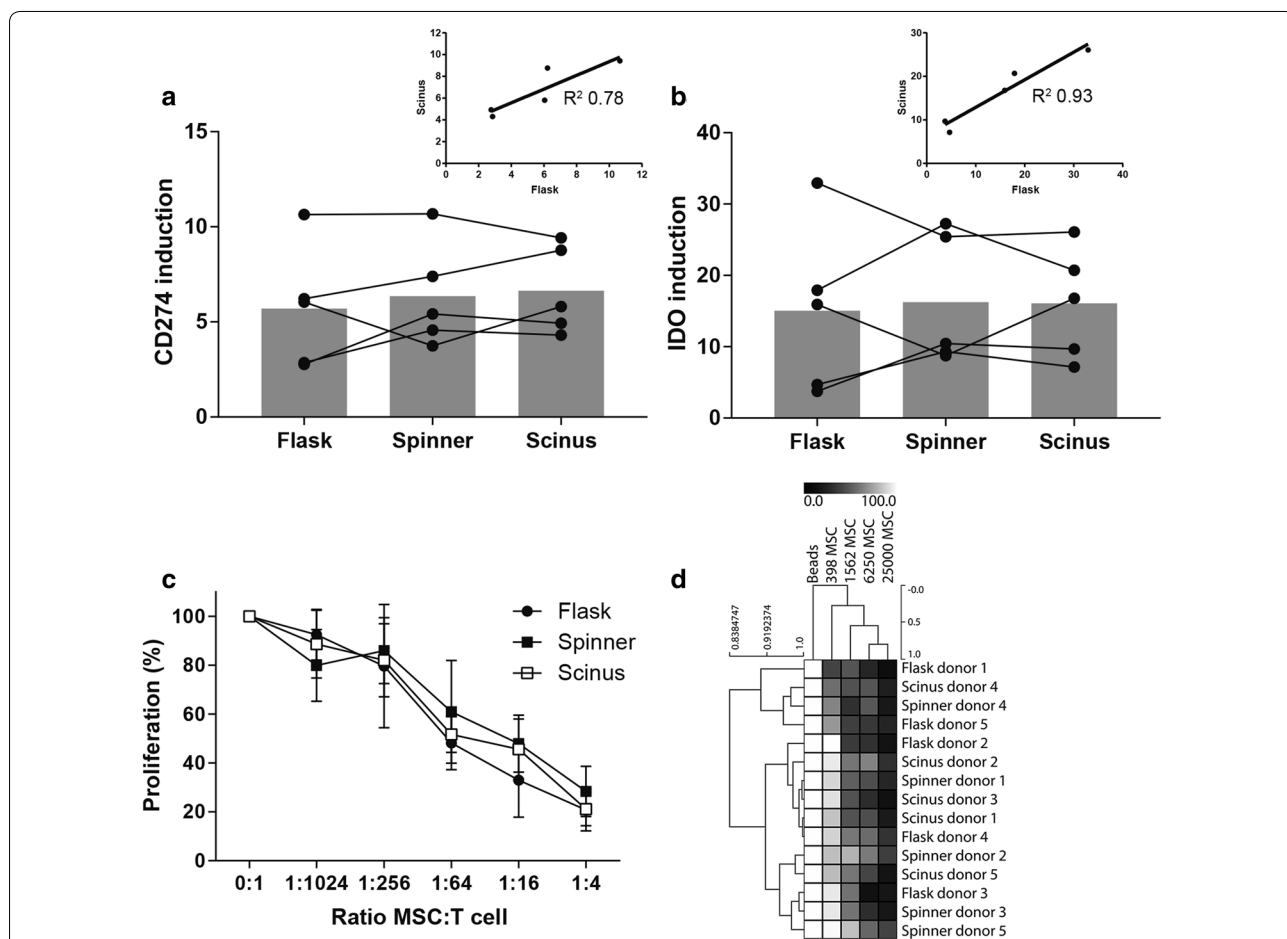 a
12
10
8
6
4
2
0
Scinus
R² 0.78
0 2 4 6 8 10 12
Flask
15
10
5
0
CD274 induction
Flask Spinner Scinus
b
30
20
10
0
Scinus
R² 0.93
0 10 20 30 40
Flask
40
30
20
10
0
IDO induction
Flask Spinner Scinus
c
100
80
60
40
20
0
Proliferation (%)
Flask
Spinner
Scinus
0:1 1:1024 1:256 1:64 1:16 1:4
Ratio MSC:T cell
d
0.0 100.0
Beads
398 MSC
1562 MSC
6250 MSC
25000 MSC
-0.0
0.5
1.0
0.8384747
0.9192374
1.0
Flask donor 1
Scinus donor 4
Spinner donor 4
Flask donor 5
Flask donor 2
Scinus donor 2
Spinner donor 1
Scinus donor 3
Scinus donor 1
Flask donor 4
Spinner donor 2
Scinus donor 5
Flask donor 3
Spinner donor 3
Spinner donor 5